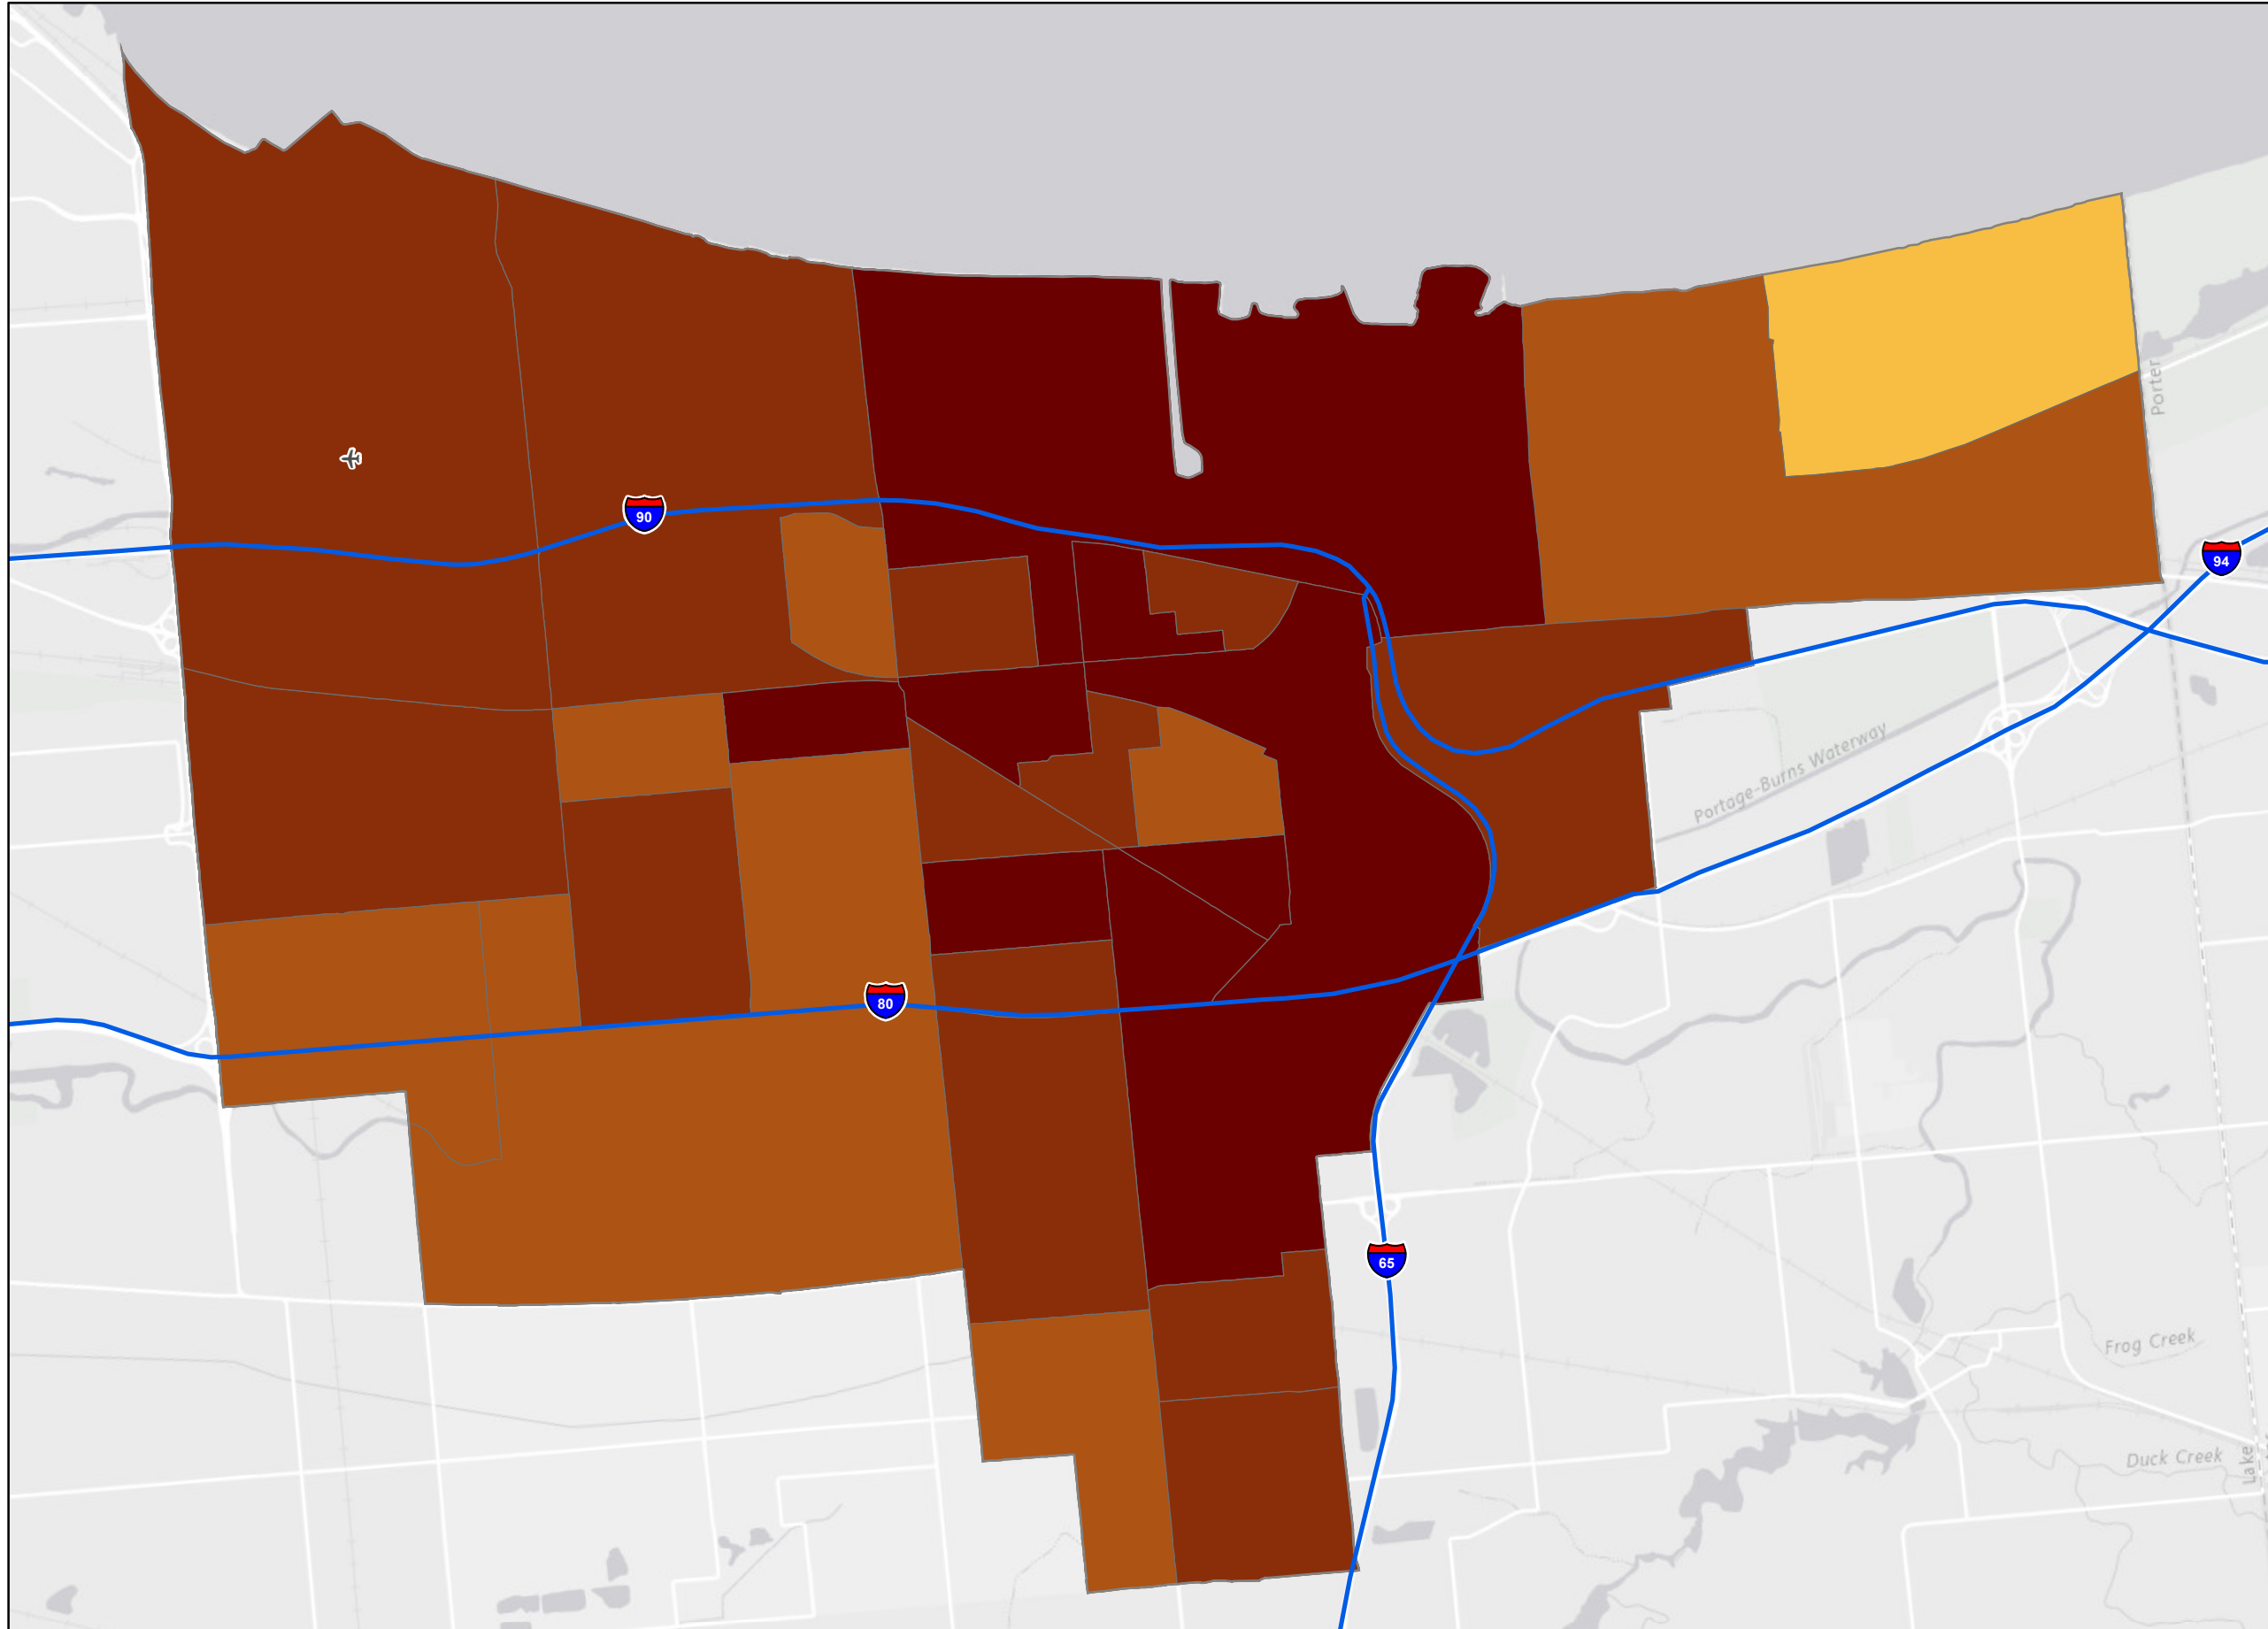 Porter
90
94
Portage-Burns Waterway
80
65
Frog Creek
Duck Creek
Lake